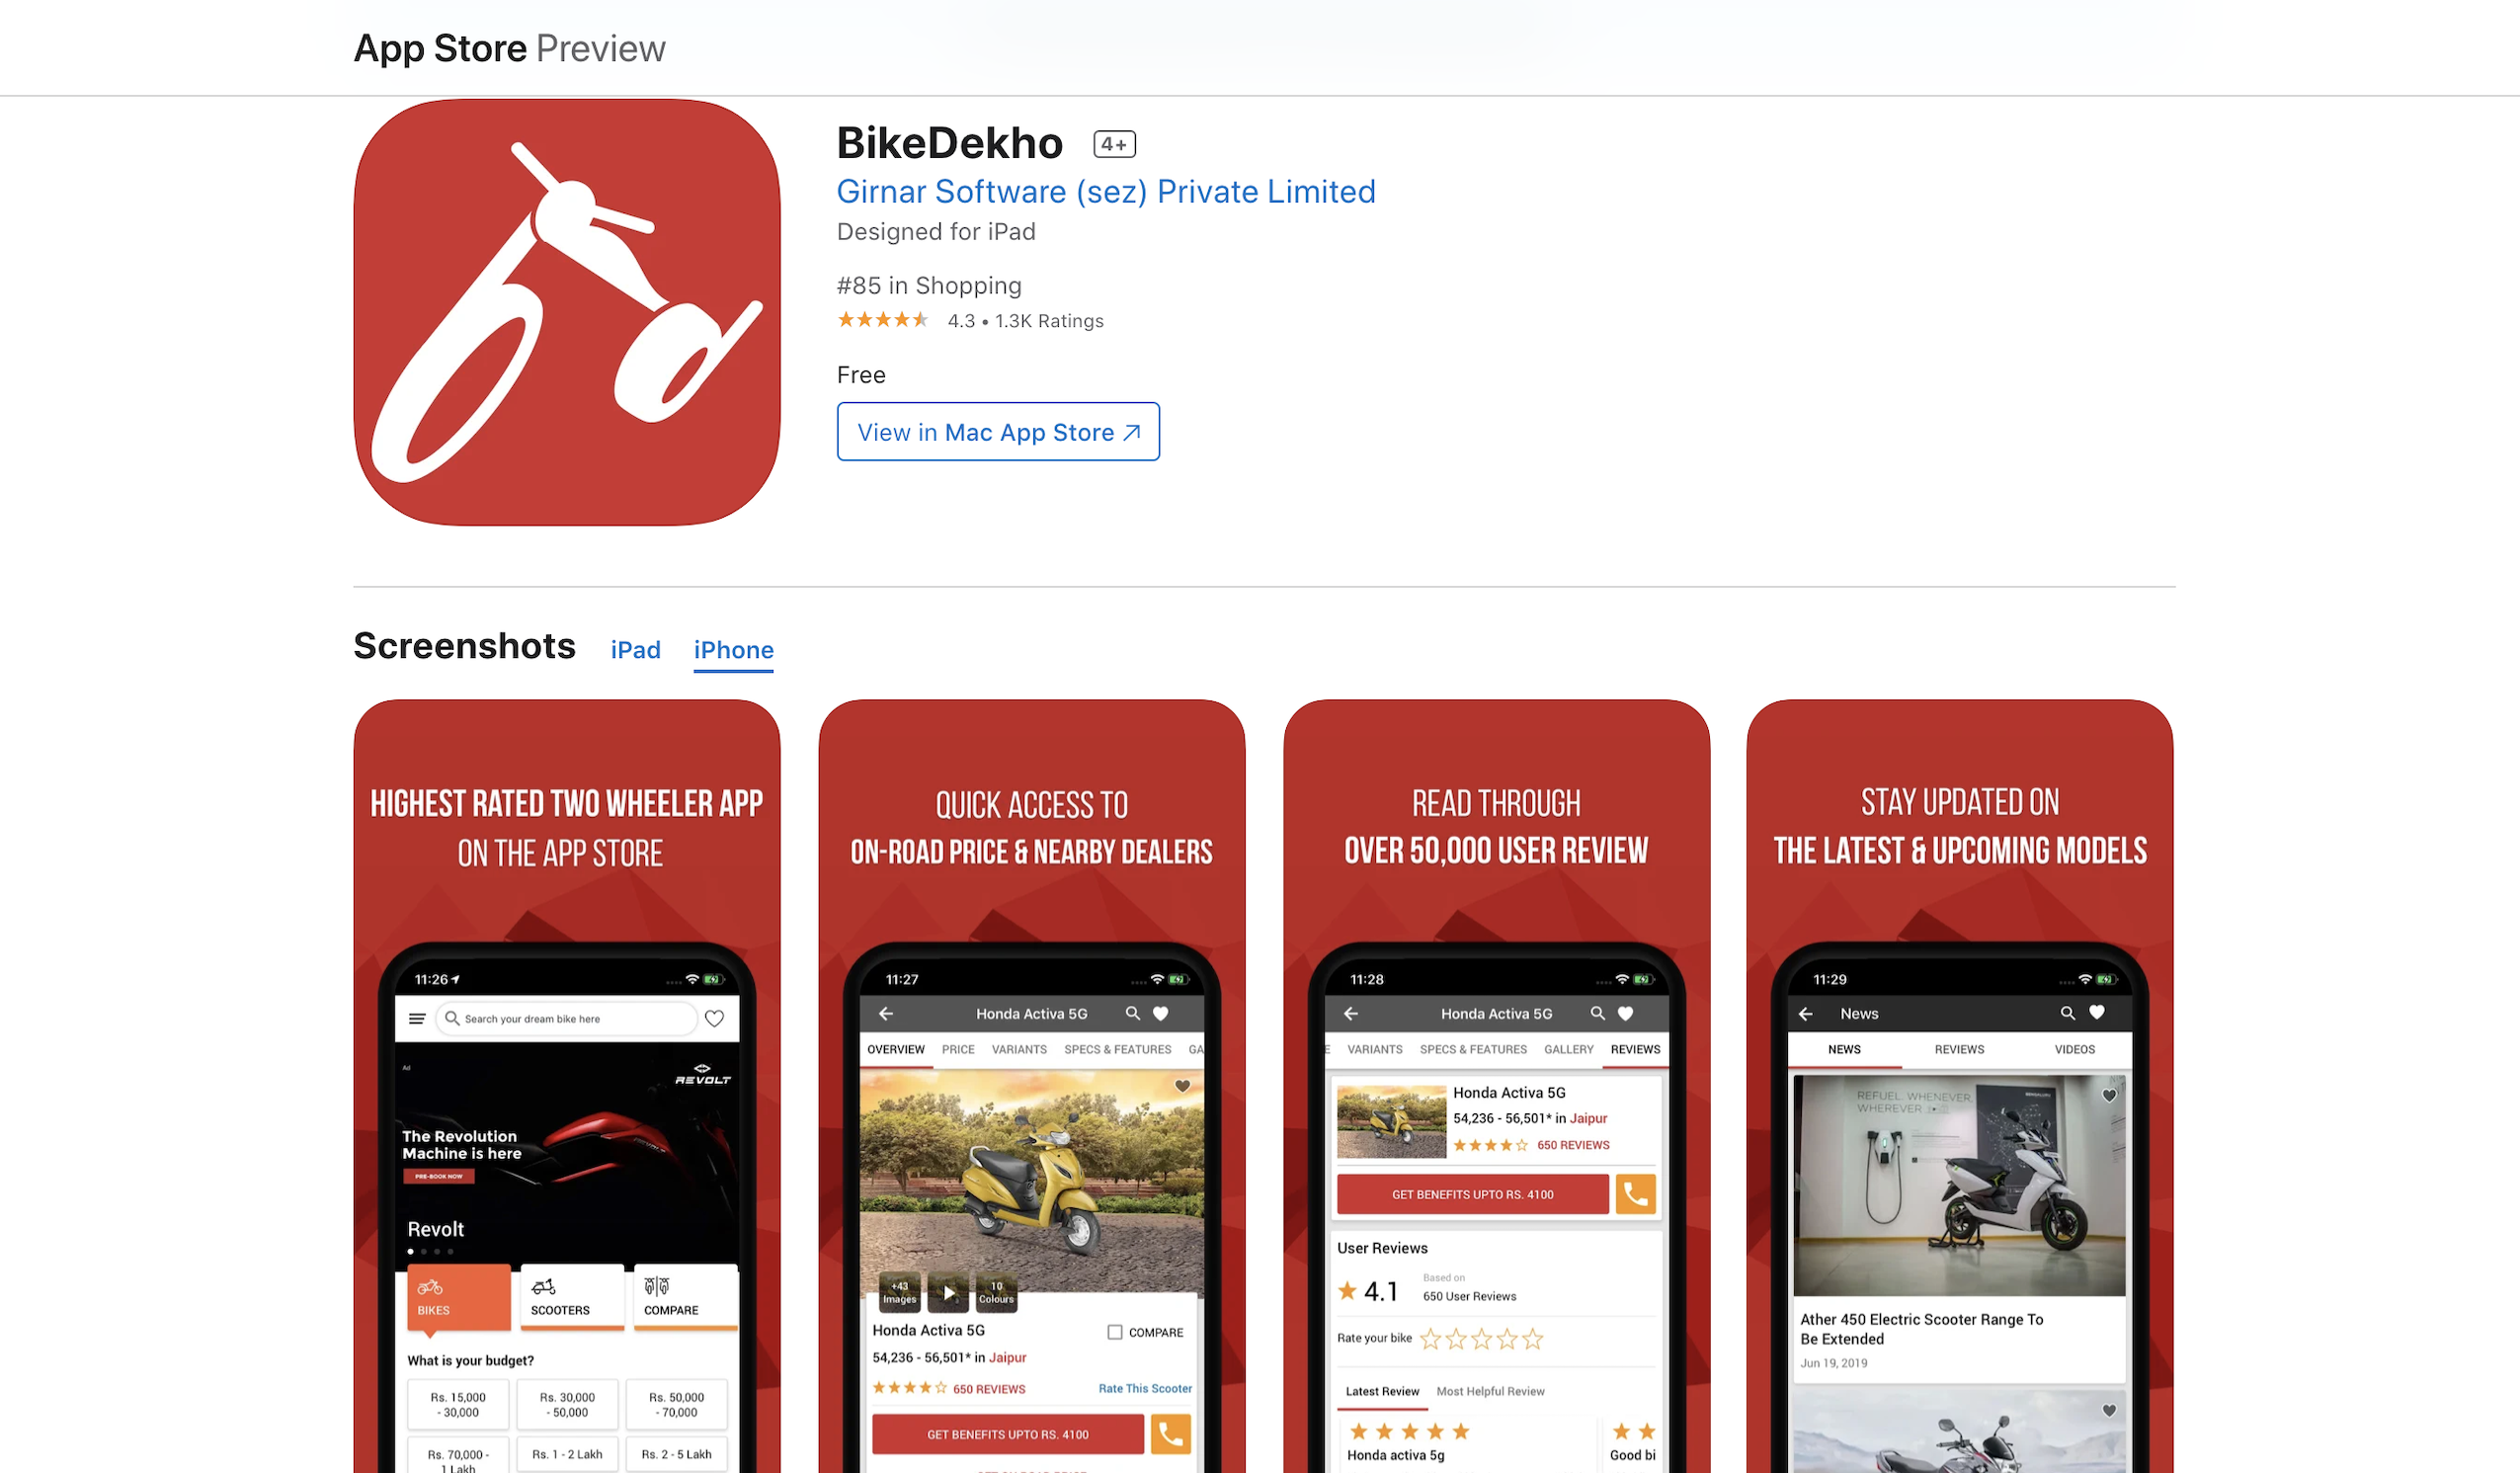 App Store Preview
BikeDekho 4+
Girnar Software (sez) Private Limited
Designed for iPad
#85 in Shopping
4.3 • 1.3K Ratings
Free
View in Mac App Store
Screenshots iPad iPhone
HIGHEST RATED TWO WHEELER APP
ON THE APP STORE
11:26
Search your dream bike here
Ad
REVOLT
The Revolution
Machine is here
PRE-BOOK NOW
Revolt
BIKES SCOOTERS COMPARE
What is your budget?
Rs. 15,000
- 30,000
Rs. 30,000
- 50,000
Rs. 50,000
- 70,000
Rs. 70,000 -
1 Lakh
Rs. 1 - 2 Lakh
Rs. 2 - 5 Lakh
QUICK ACCESS TO
ON-ROAD PRICE & NEARBY DEALERS
11:27
Honda Activa 5G
OVERVIEW PRICE VARIANTS SPECS & FEATURES GA
+43
Images
10
Colours
Honda Activa 5G
COMPARE
54,236 - 56,501* in Jaipur
650 REVIEWS
Rate This Scooter
GET BENEFITS UPTO RS. 4100
READ THROUGH
OVER 50,000 USER REVIEW
11:28
Honda Activa 5G
E VARIANTS SPECS & FEATURES GALLERY REVIEWS
Honda Activa 5G
54,236 - 56,501* in Jaipur
650 REVIEWS
GET BENEFITS UPTO RS. 4100
User Reviews
4.1
Based on
650 User Reviews
Rate your bike
Latest Review Most Helpful Review
Honda activa 5g
Good bi
STAY UPDATED ON
THE LATEST & UPCOMING MODELS
11:29
News
NEWS REVIEWS VIDEOS
REFUEL. WHENEVER,
WHEREVER
Ather 450 Electric Scooter Range To
Be Extended
Jun 19, 2019